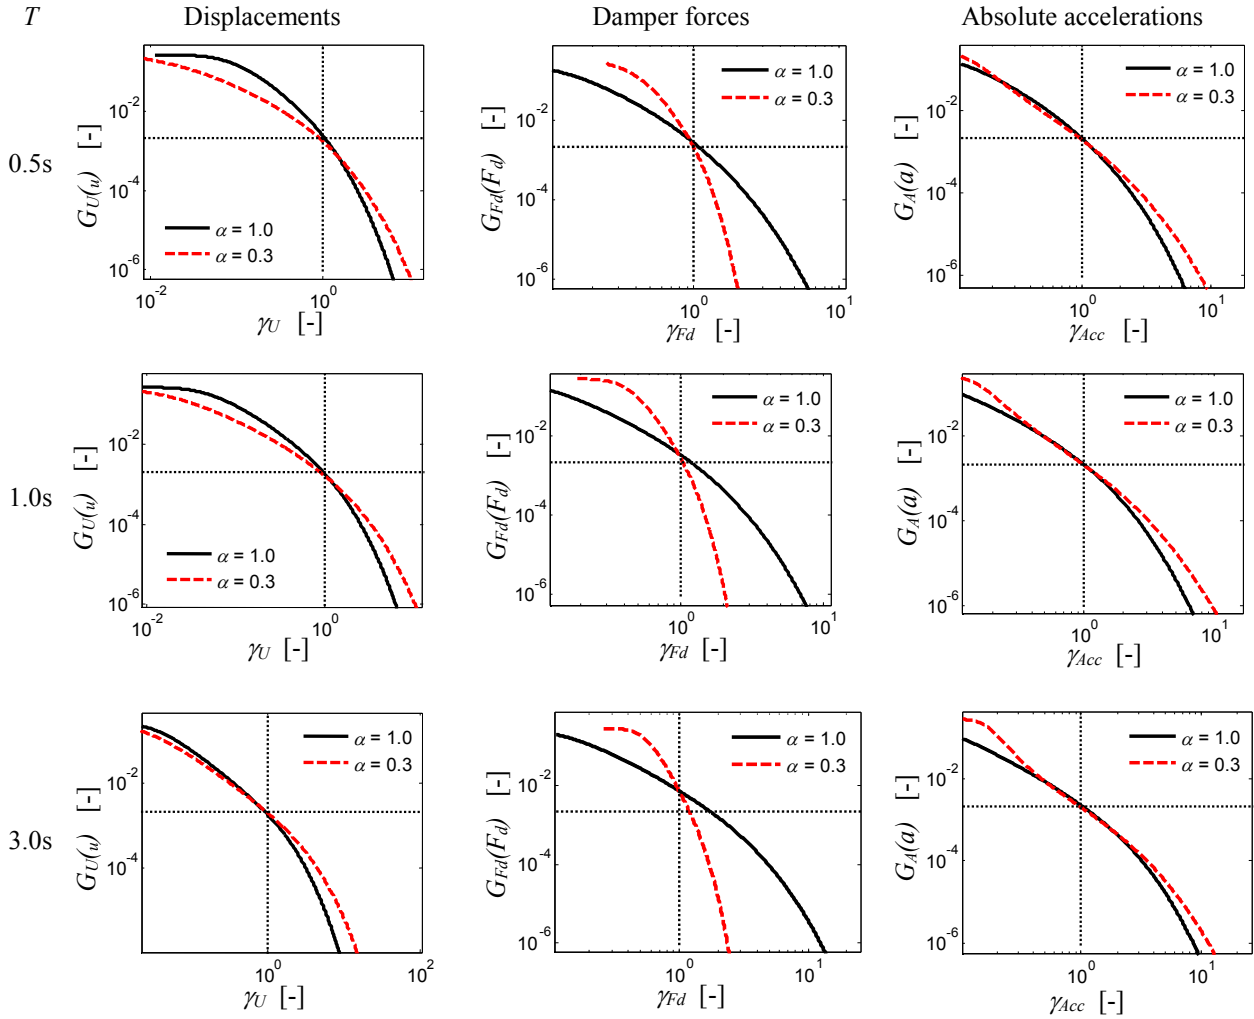 T Displacements Damper forces Absolute accelerations
0.5s
G_U(u) [-]
10^-2
10^-4
10^-6
α = 1.0
α = 0.3
10^-2 10^0
γ_U [-]
G_Fd(F_d) [-]
10^-2
10^-4
10^-6
α = 1.0
α = 0.3
10^0 10^1
γ_Fd [-]
G_A(a) [-]
10^-2
10^-4
10^-6
α = 1.0
α = 0.3
10^0 10^1
γ_Acc [-]
1.0s
G_U(u) [-]
10^-2
10^-4
10^-6
α = 1.0
α = 0.3
10^-2 10^0
γ_U [-]
G_Fd(F_d) [-]
10^-2
10^-4
10^-6
α = 1.0
α = 0.3
10^0 10^1
γ_Fd [-]
G_A(a) [-]
10^-2
10^-4
10^-6
α = 1.0
α = 0.3
10^0 10^1
γ_Acc [-]
3.0s
G_U(u) [-]
10^-2
10^-4
α = 1.0
α = 0.3
10^0 10^2
γ_U [-]
G_Fd(F_d) [-]
10^-2
10^-4
10^-6
α = 1.0
α = 0.3
10^0 10^1
γ_Fd [-]
G_A(a) [-]
10^-2
10^-4
10^-6
α = 1.0
α = 0.3
10^0 10^1
γ_Acc [-]